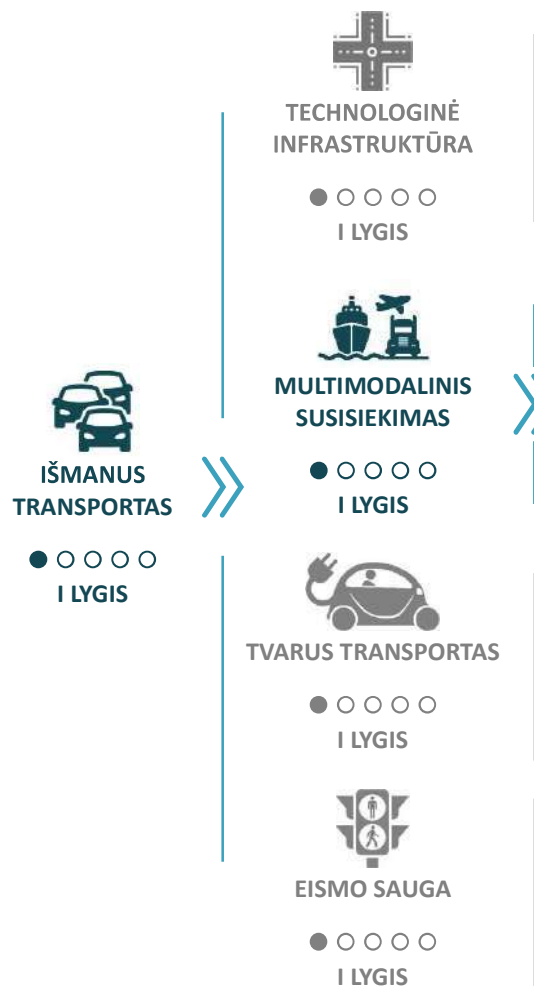 IŠMANUS
TRANSPORTAS
I LYGIS
TECHNOLOGINĖ
INFRASTRUKTŪRA
I LYGIS
MULTIMODALINIS
SUSISIEKIMAS
I LYGIS
TVARUS TRANSPORTAS
I LYGIS
EISMO SAUGA
I LYGIS